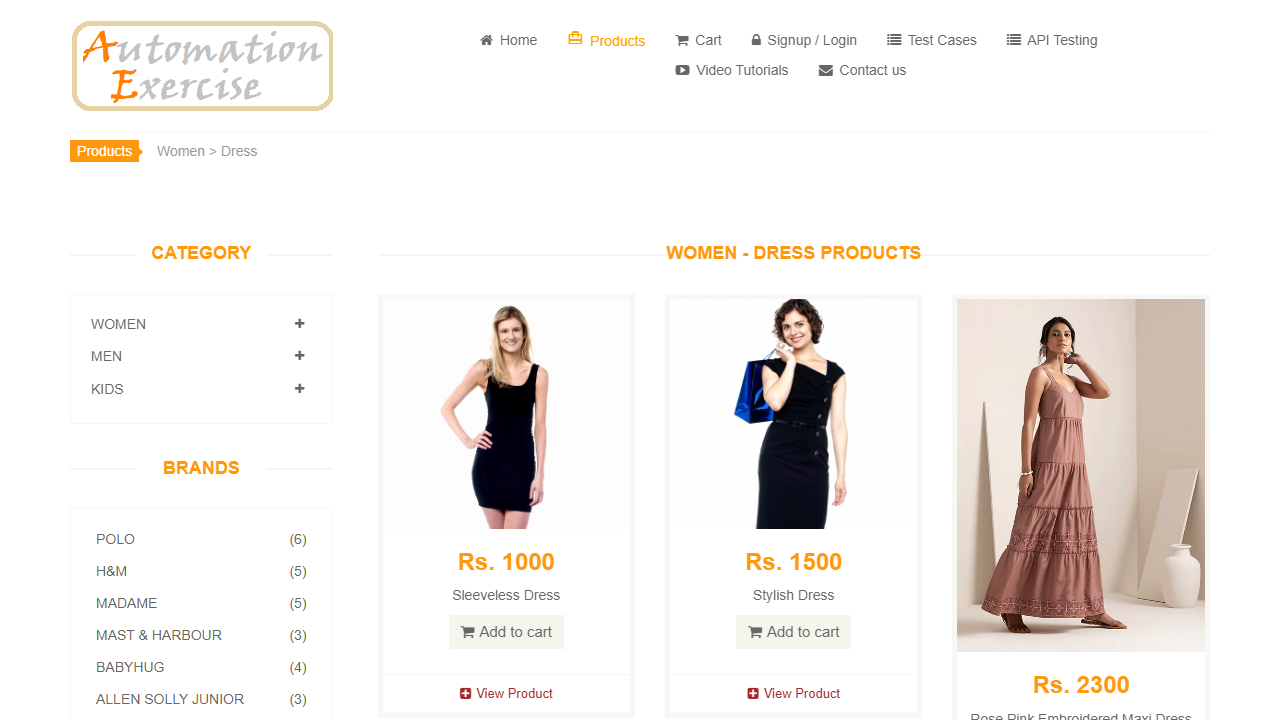 Automation
Exercise
Home
Products
Cart
Signup / Login
Test Cases
API Testing
Video Tutorials
Contact us
Products
Women > Dress
CATEGORY
WOMEN
MEN
KIDS
BRANDS
POLO (6)
H&M (5)
MADAME (5)
MAST & HARBOUR (3)
BABYHUG (4)
ALLEN SOLLY JUNIOR (3)
WOMEN - DRESS PRODUCTS
Rs. 1000
Sleeveless Dress
Add to cart
View Product
Rs. 1500
Stylish Dress
Add to cart
View Product
Rs. 2300
Rose Pink Embroidered Maxi Dress